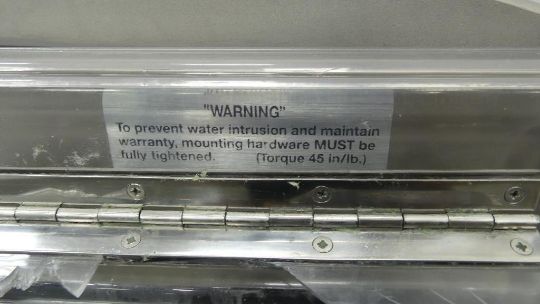 "WARNING"
To prevent water intrusion and maintain
warranty, mounting hardware MUST be
fully tightened. (Torque 45 in/lb.)